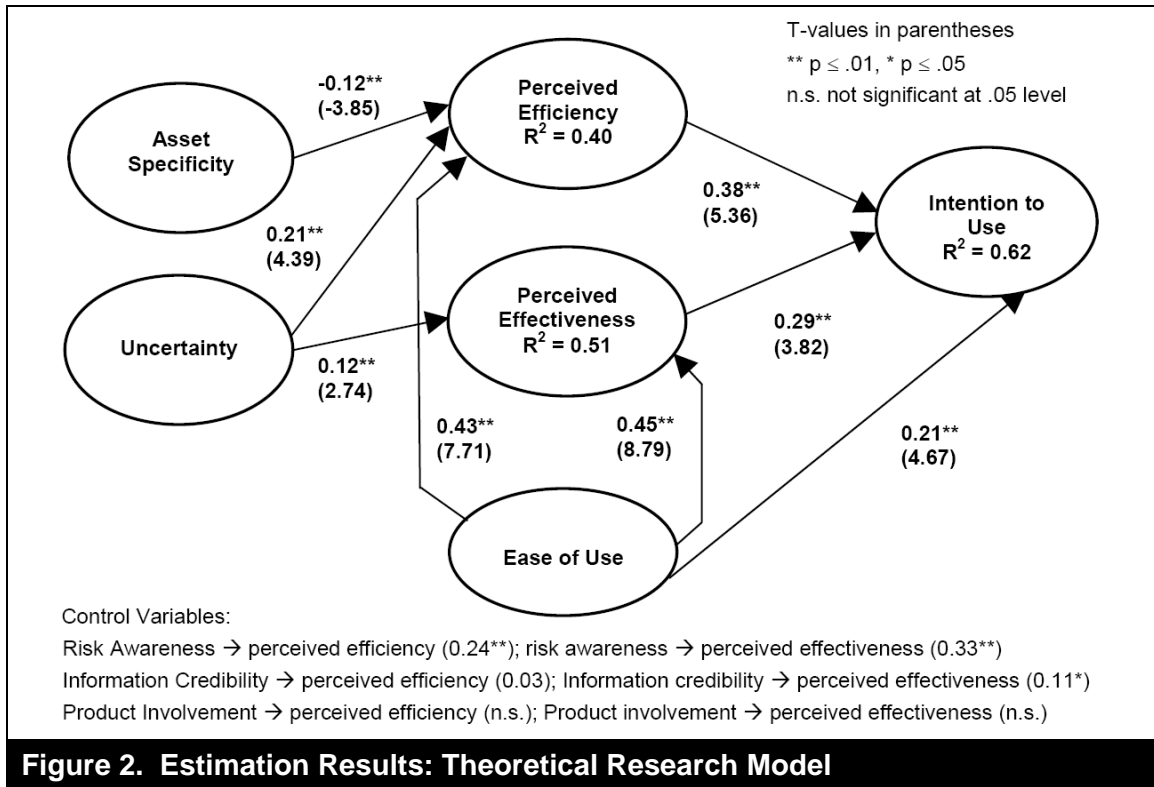 T-values in parentheses
** p ≤ .01, * p ≤ .05
n.s. not significant at .05 level
-0.12**
(-3.85)
Perceived
Efficiency
R² = 0.40
Asset
Specificity
0.38**
(5.36)
Intention to
Use
R² = 0.62
0.21**
(4.39)
Perceived
Effectiveness
R² = 0.51
Uncertainty
0.29**
(3.82)
0.12**
(2.74)
0.43**
(7.71)
0.45**
(8.79)
0.21**
(4.67)
Ease of Use
Control Variables:
Risk Awareness → perceived efficiency (0.24**); risk awareness → perceived effectiveness (0.33**)
Information Credibility → perceived efficiency (0.03); Information credibility → perceived effectiveness (0.11*)
Product Involvement → perceived efficiency (n.s.); Product involvement → perceived effectiveness (n.s.)
Figure 2. Estimation Results: Theoretical Research Model